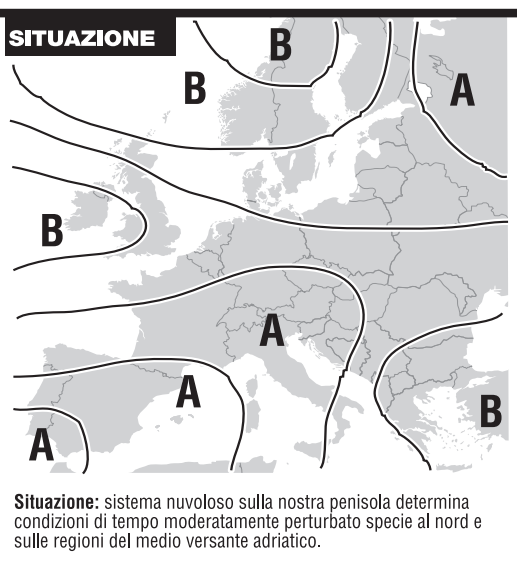 SITUAZIONE
B
B
A
B
A
A
B
A
Situazione: sistema nuvoloso sulla nostra penisola determina
condizioni di tempo moderatamente perturbato specie al nord e
sulle regioni del medio versante adriatico.